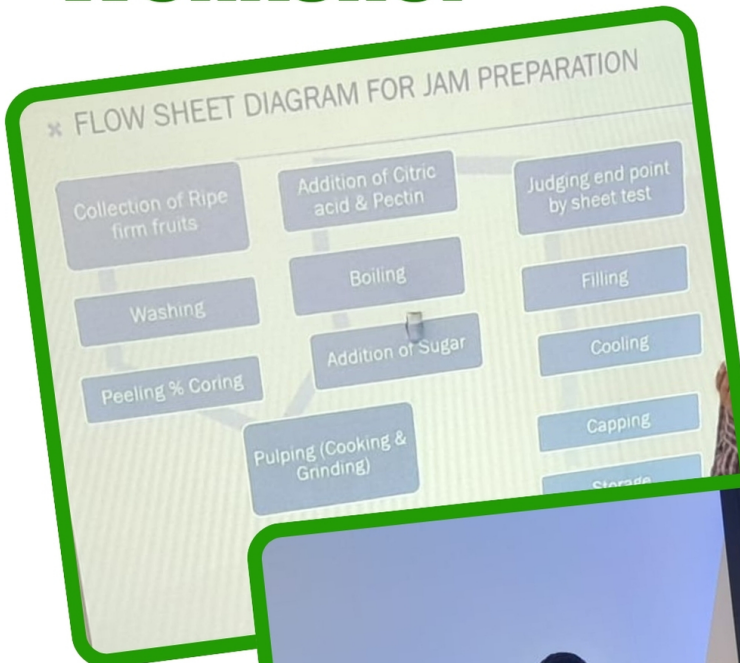 FLOW SHEET DIAGRAM FOR JAM PREPARATION
Collection of Ripe
firm fruits
Washing
Peeling % Coring
Pulping (Cooking &
Grinding)
Addition of Sugar
Boiling
Addition of Citric
acid & Pectin
Judging end point
by sheet test
Filling
Cooling
Capping
Storage